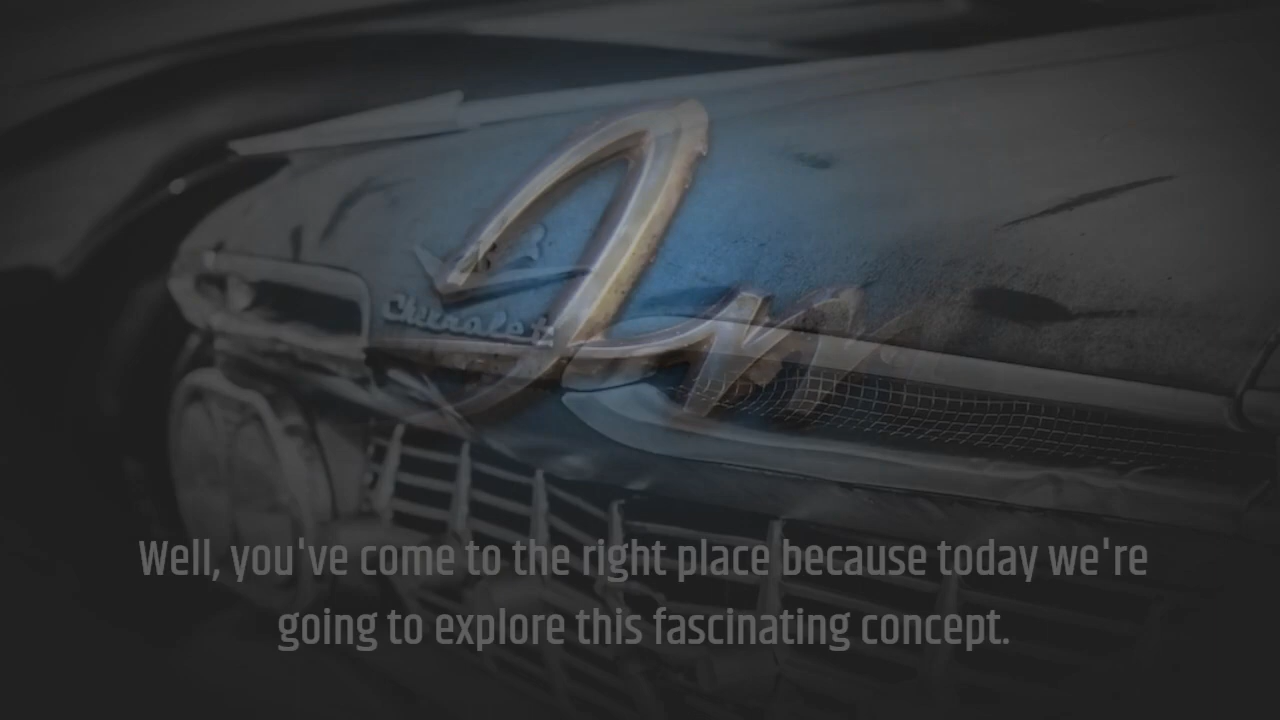 Chevrolet
Im
Well, you've come to the right place because today we're
going to explore this fascinating concept.